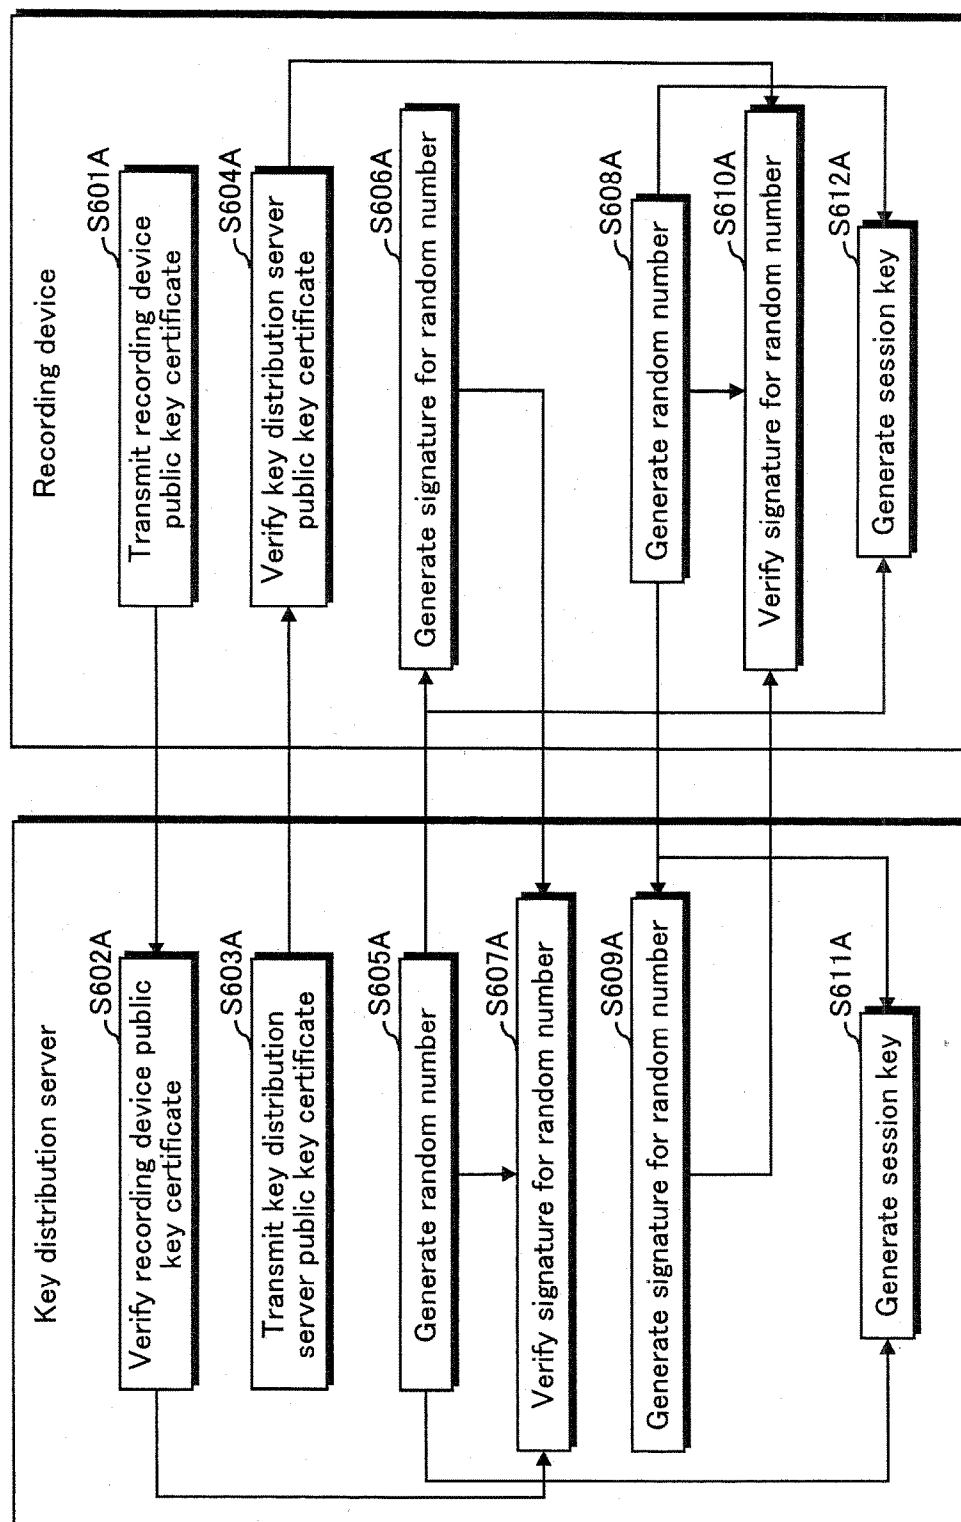 Key distribution server
S602A
Verify recording device public
key certificate
S603A
Transmit key distribution
server public key certificate
S605A
Generate random number
S607A
Verify signature for random number
S609A
Generate signature for random number
S611A
Generate session key
Recording device
S601A
Transmit recording device
public key certificate
S604A
Verify key distribution server
public key certificate
S606A
Generate signature for random number
S608A
Generate random number
S610A
Verify signature for random number
S612A
Generate session key